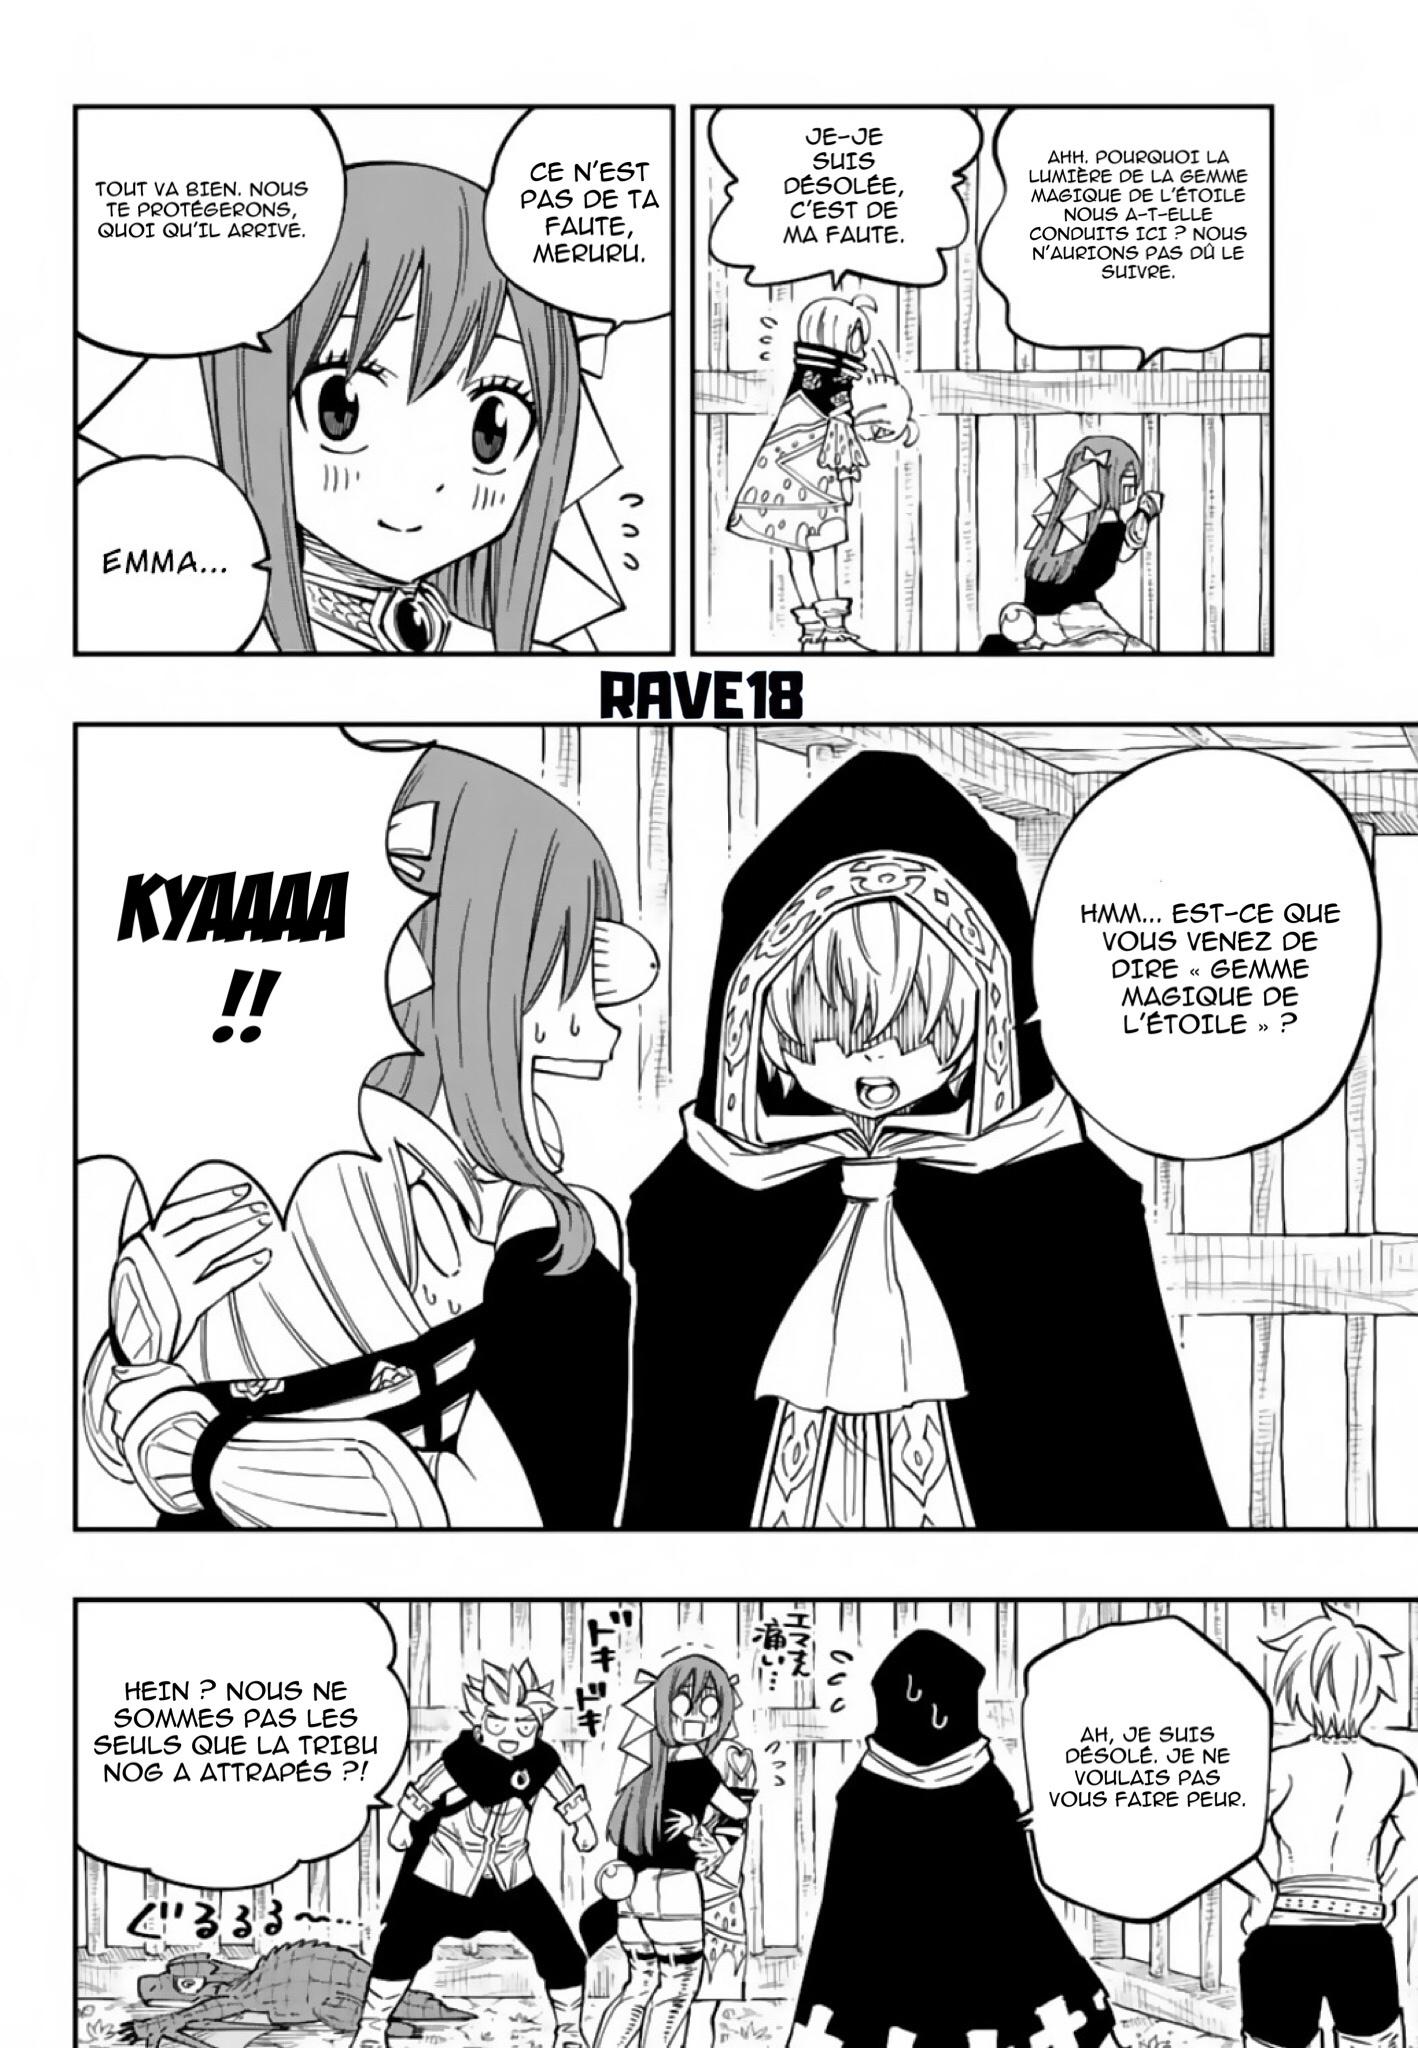 AHH. POURQUOI LA
LUMIÈRE DE LA GEMME
MAGIQUE DE L'ÉTOILE
NOUS A-T-ELLE
CONDUITS ICI ? NOUS
N'AURIONS PAS DÛ LE
SUIVRE.
JE-JE
SUIS
DÉSOLÉE,
C'EST DE
MA FAUTE.
CE N'EST
PAS DE TA
FAUTE,
MERURU.
TOUT VA BIEN. NOUS
TE PROTÉGERONS,
QUOI QU'IL ARRIVE.
EMMA...
RAVE18
HMM... EST-CE QUE
VOUS VENEZ DE
DIRE « GEMME
MAGIQUE DE
L'ÉTOILE » ?
KYAAAA
!!
AH, JE SUIS
DÉSOLÉ. JE NE
VOULAIS PAS
VOUS FAIRE PEUR.
エマさん
痛い…
ドキ
ドキ
HEIN ? NOUS NE
SOMMES PAS LES
SEULS QUE LA TRIBU
NOG A ATTRAPÉS ?!
ぐるるる〜…